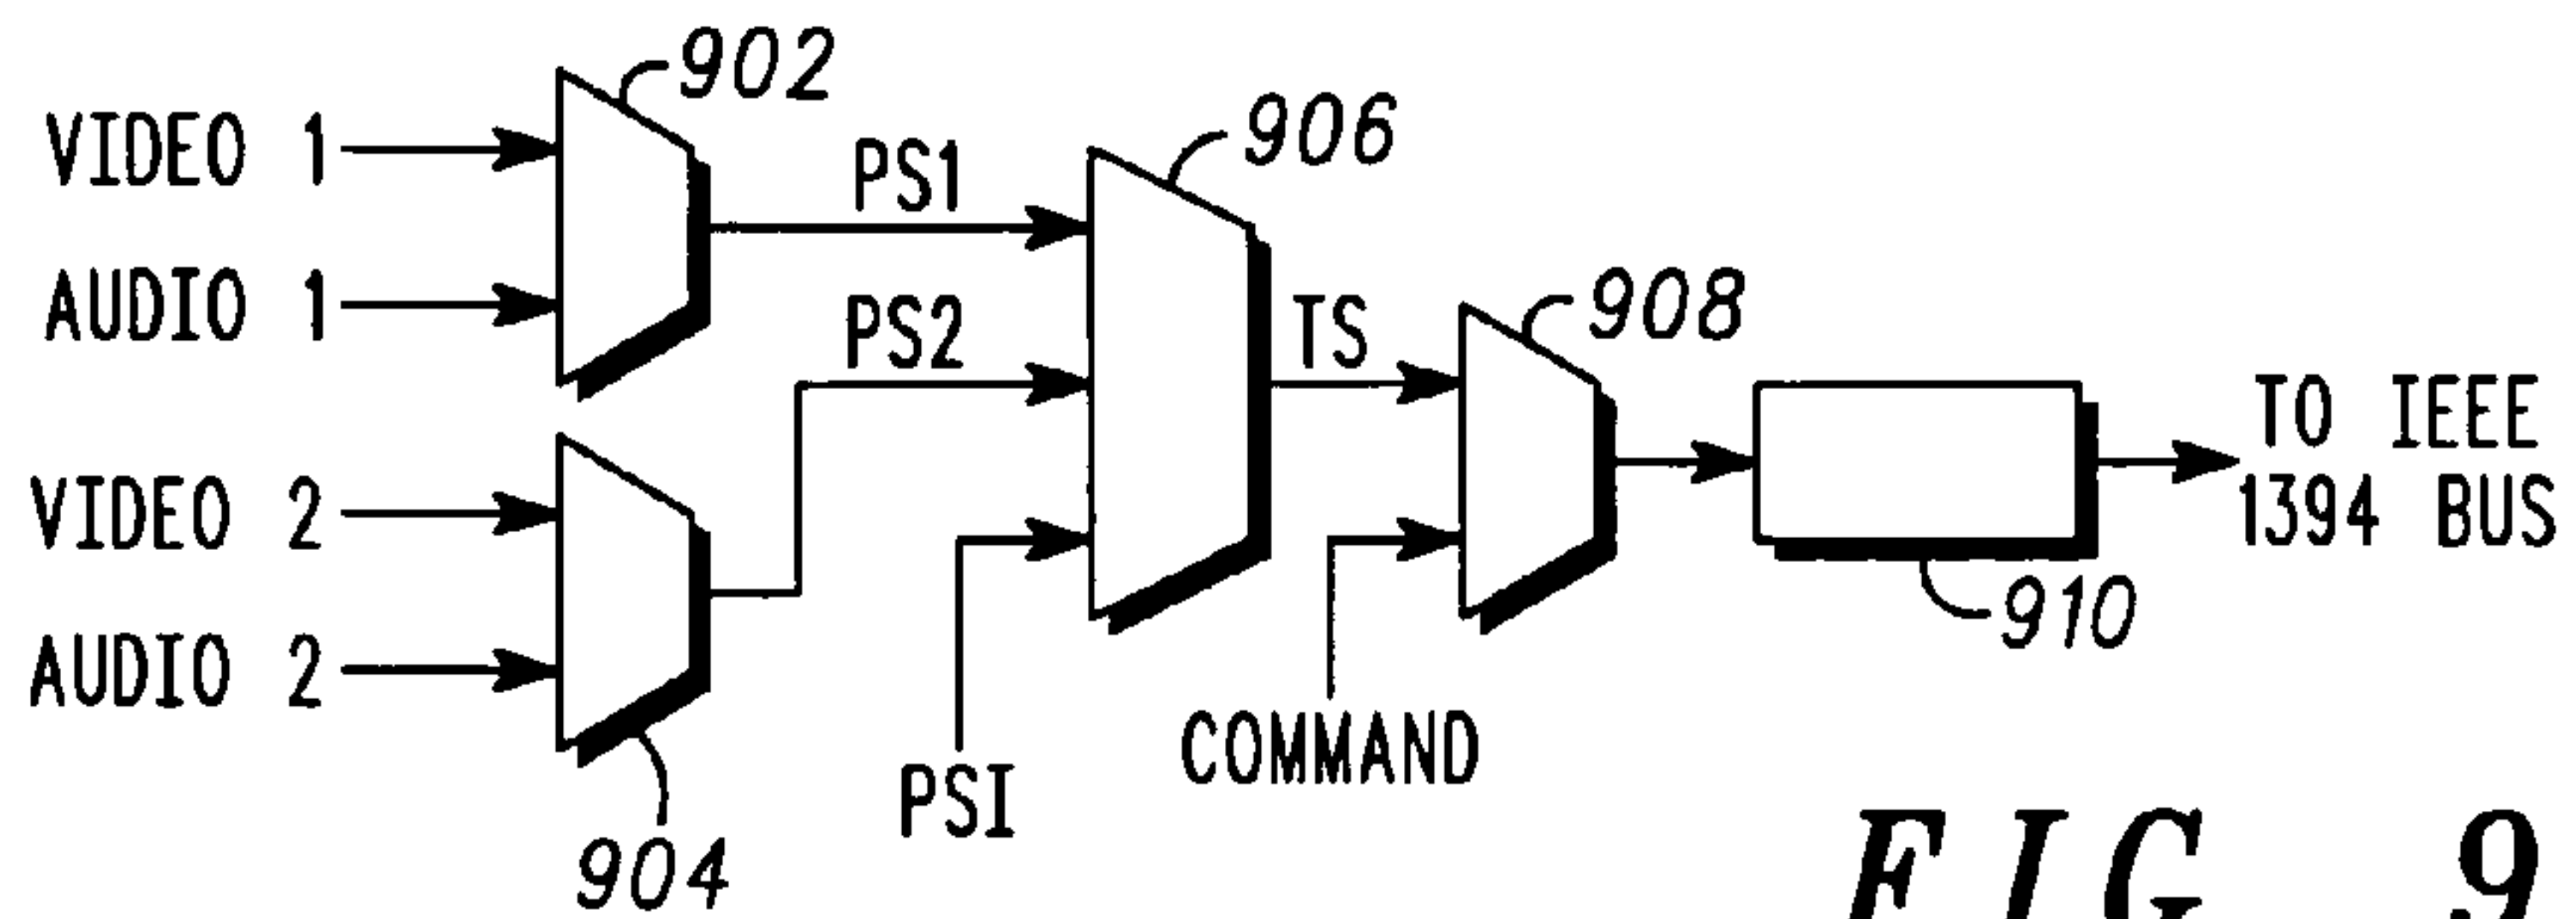 902
VIDEO 1
AUDIO 1
PS1
906
PS2
TS
908
VIDEO 2
AUDIO 2
904
PSI
COMMAND
910
TO IEEE
1394 BUS
FIG 9